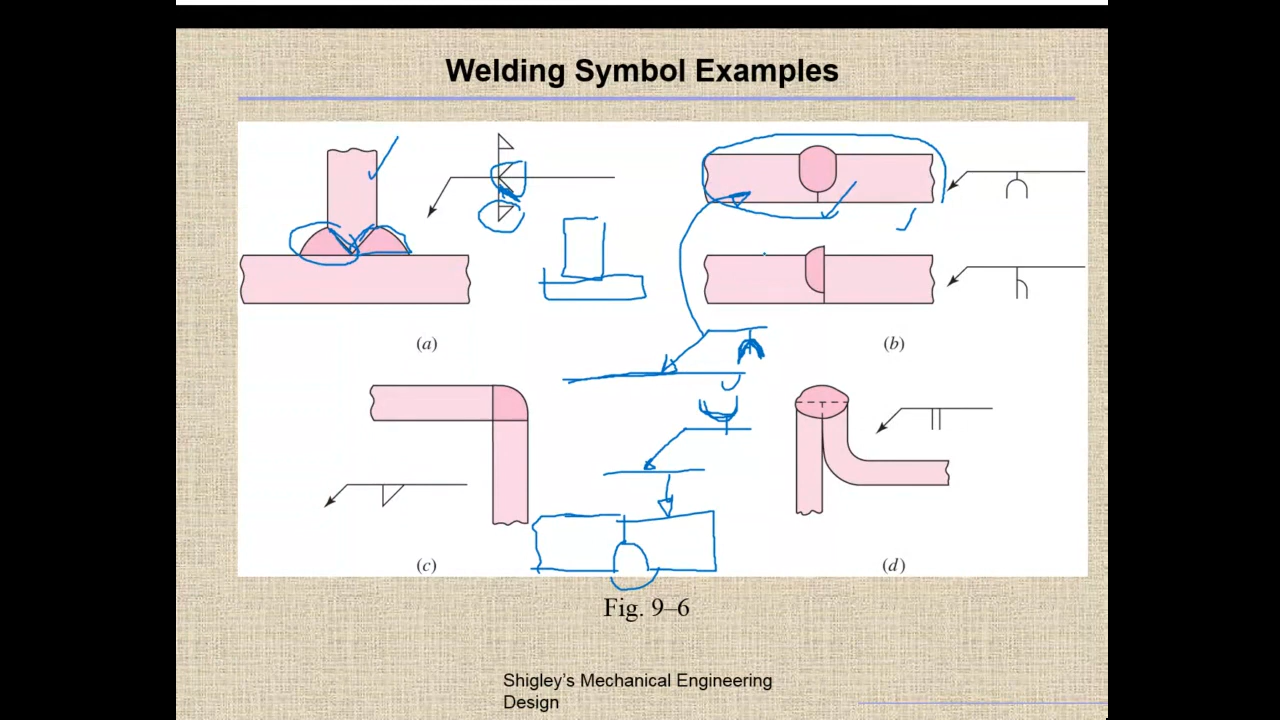 Welding Symbol Examples
(a)
(b)
(c)
(d)
Fig. 9–6
Shigley’s Mechanical Engineering
Design